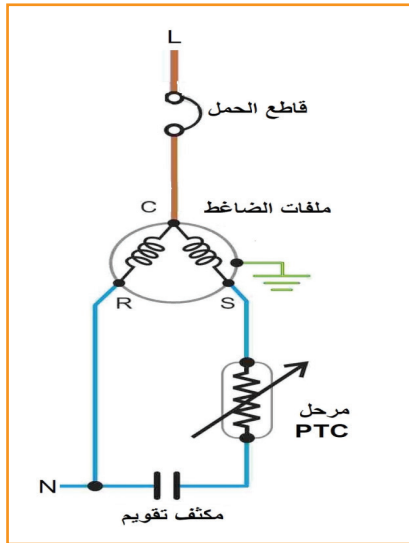 L
قاطع الحمل
C
ملفات الضاغط
R
S
مرحل
PTC
N
مكثف تقويم